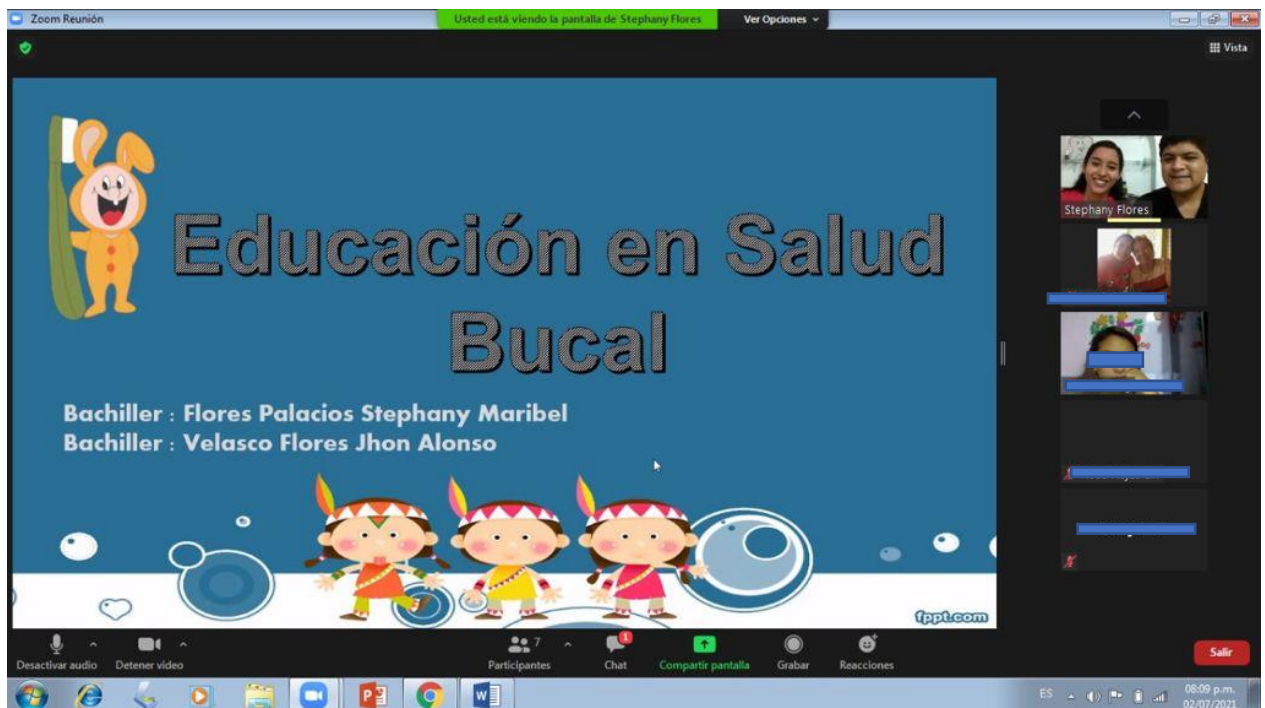 Zoom Reunión
Usted está viendo la pantalla de Stephany Flores
Ver Opciones
Vista
Educación en Salud
Bucal
Bachiller : Flores Palacios Stephany Maribel
Bachiller : Velasco Flores Jhon Alonso
fppt.com
Stephany Flores
Desactivar audio
Detener video
7
Participantes
1
Chat
Compartir pantalla
Grabar
Reacciones
Salir
ES
08:09 p.m.
02/07/2021